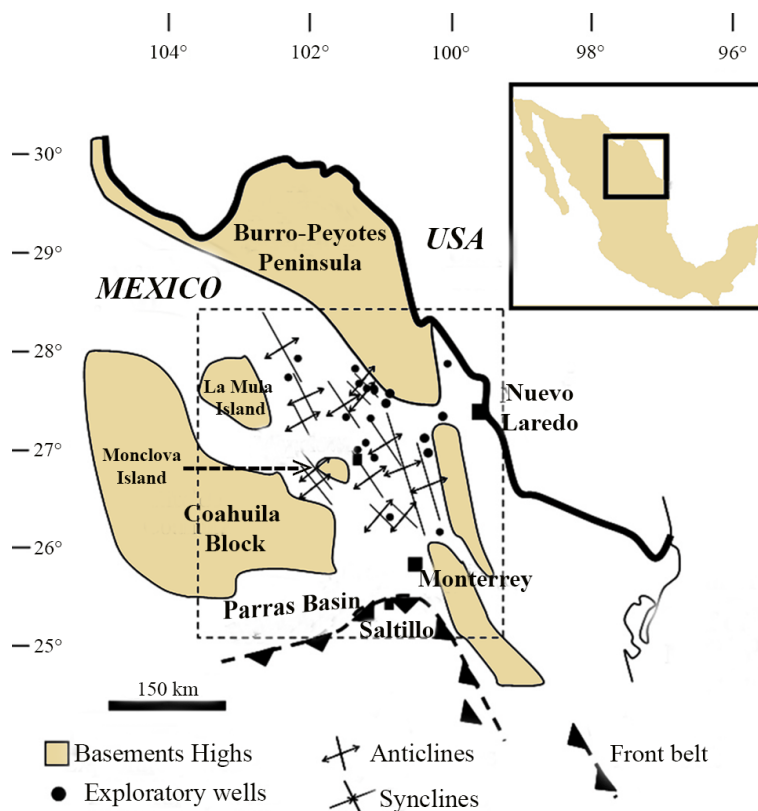 104° 102° 100° 98° 96°
30°
29°
28°
27°
26°
25°
Burro-Peyotes
Peninsula
USA
MEXICO
La Mula
Island
Nuevo
Laredo
Monclova
Island
Coahuila
Block
Monterrey
Parras Basin
Saltillo
150 km
Basements Highs
Anticlines
Front belt
Exploratory wells
Synclines